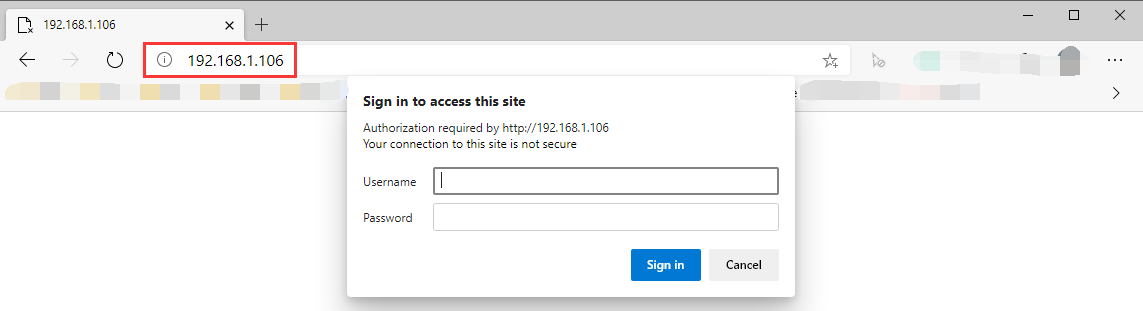 192.168.1.106
192.168.1.106
Sign in to access this site
Authorization required by http://192.168.1.106
Your connection to this site is not secure
Username
Password
Sign in Cancel